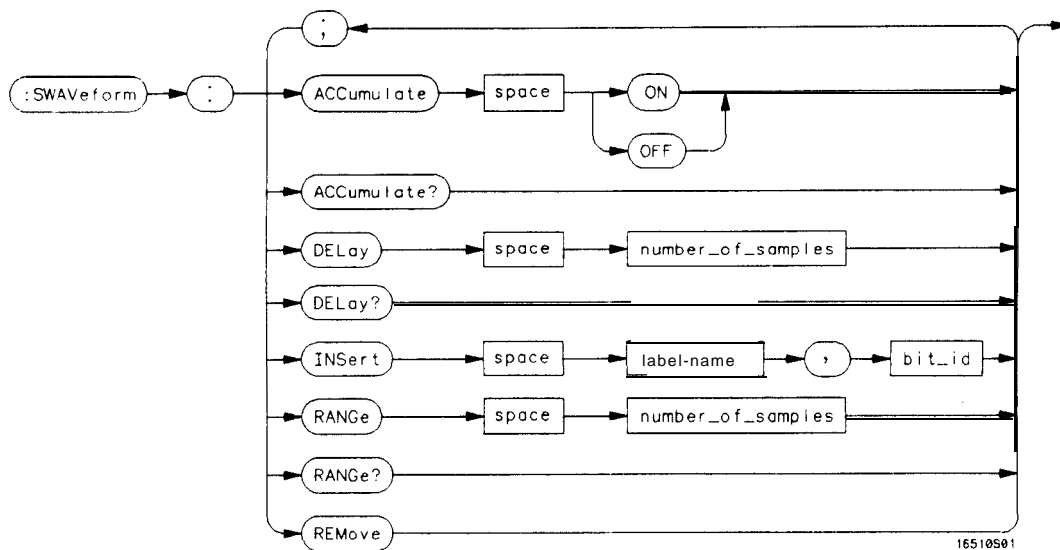 ;
:SWAVeform : ACCumulate space ON
OFF
ACCumulate?
DELay space number_of_samples
DELay?
INSert space label-name , bit_id
RANGe space number_of_samples
RANGe?
REMove
16510S01